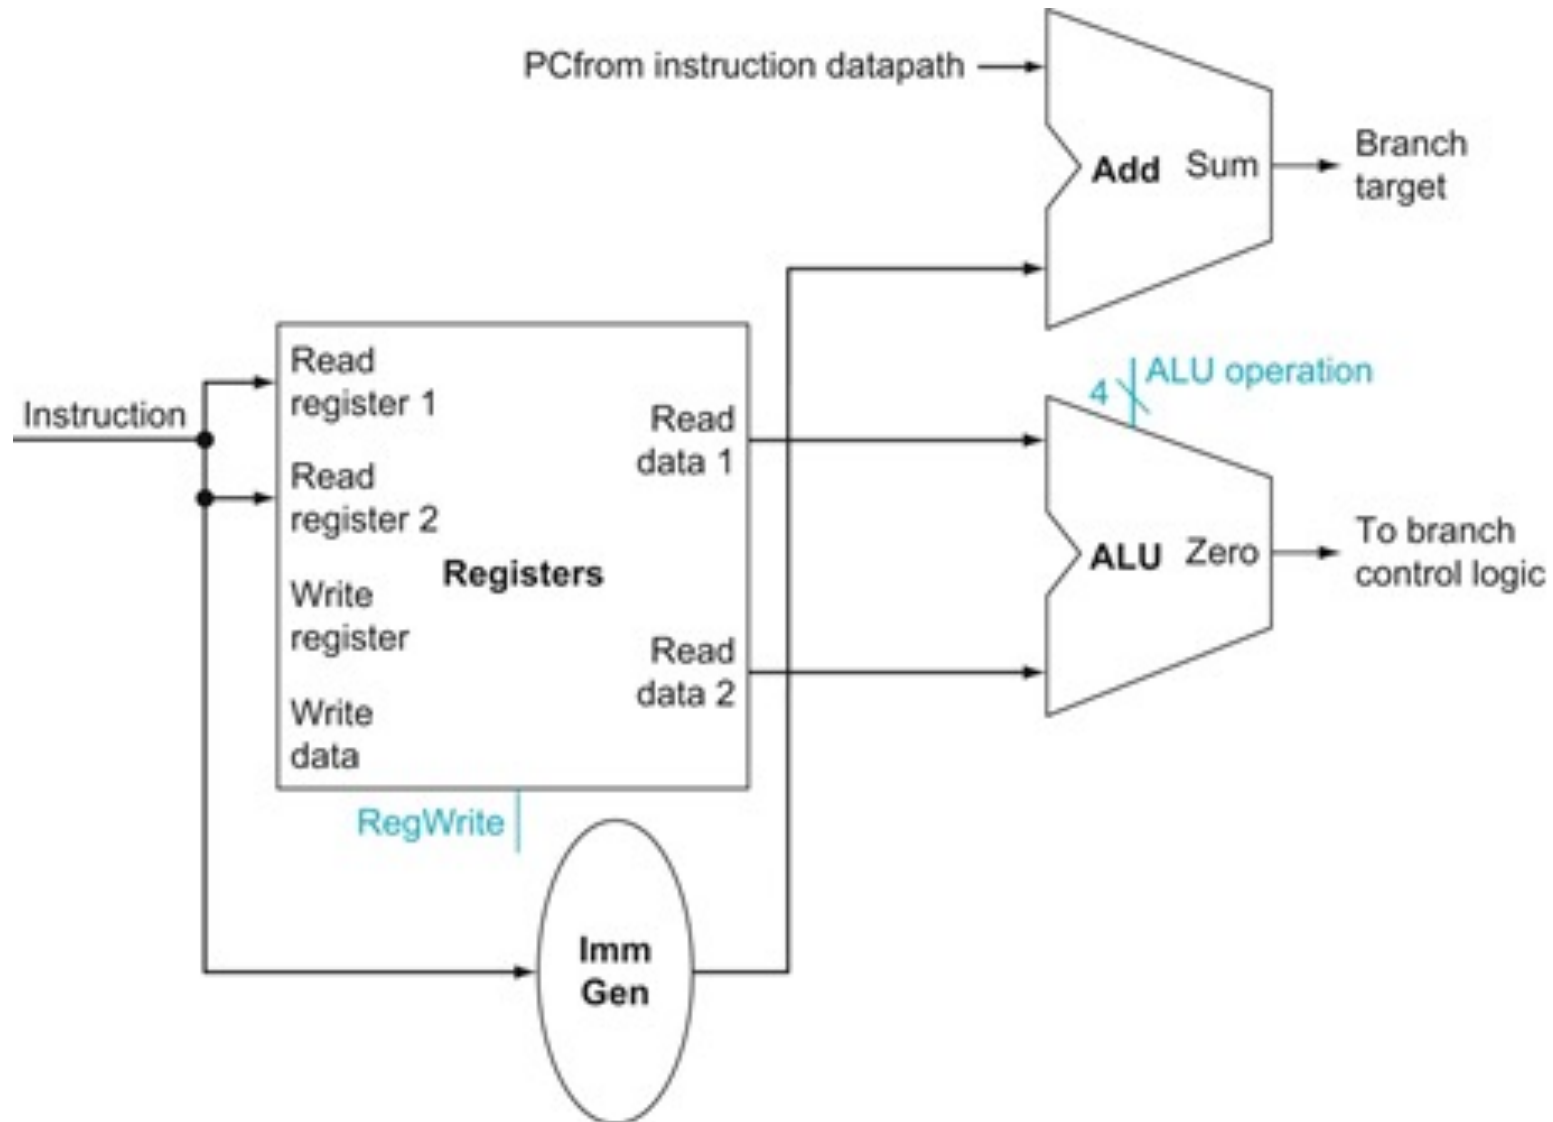 PCfrom instruction datapath
Add Sum
Branch
target
Instruction
Read
register 1
Read
register 2
Registers
Write
register
Write
data
Read
data 1
Read
data 2
RegWrite
Imm
Gen
4
ALU operation
ALU Zero
To branch
control logic